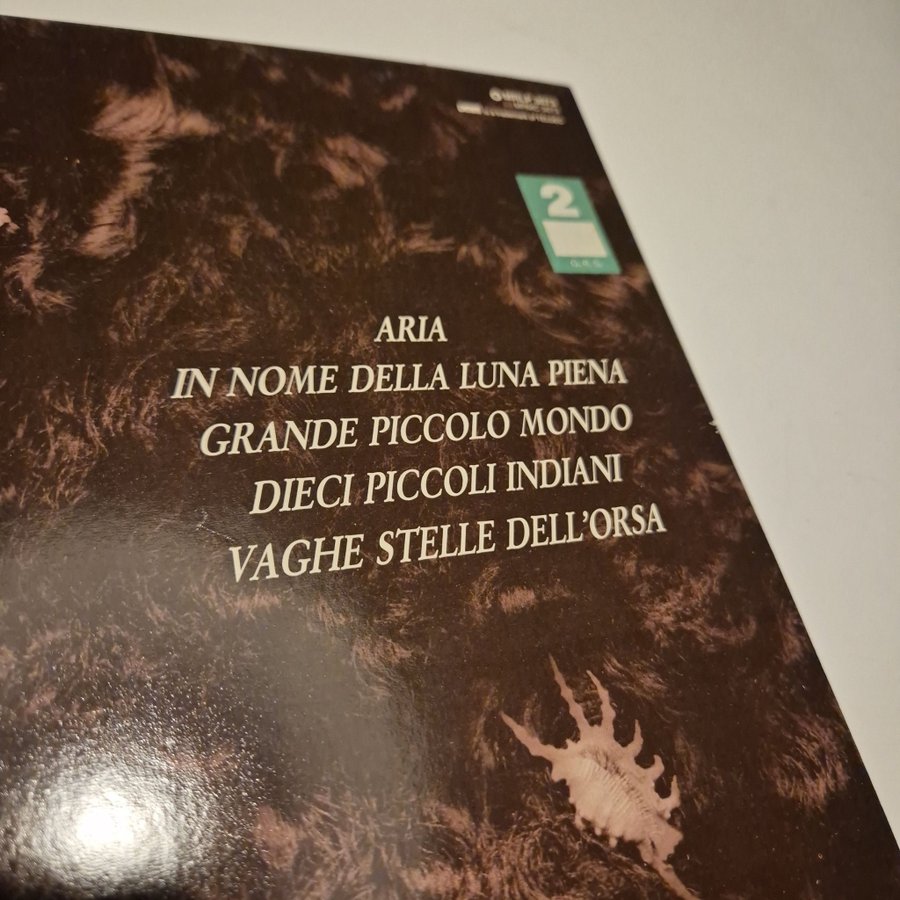 2
ARIA
IN NOME DELLA LUNA PIENA
GRANDE PICCOLO MONDO
DIECI PICCOLI INDIANI
VAGHE STELLE DELL'ORSA